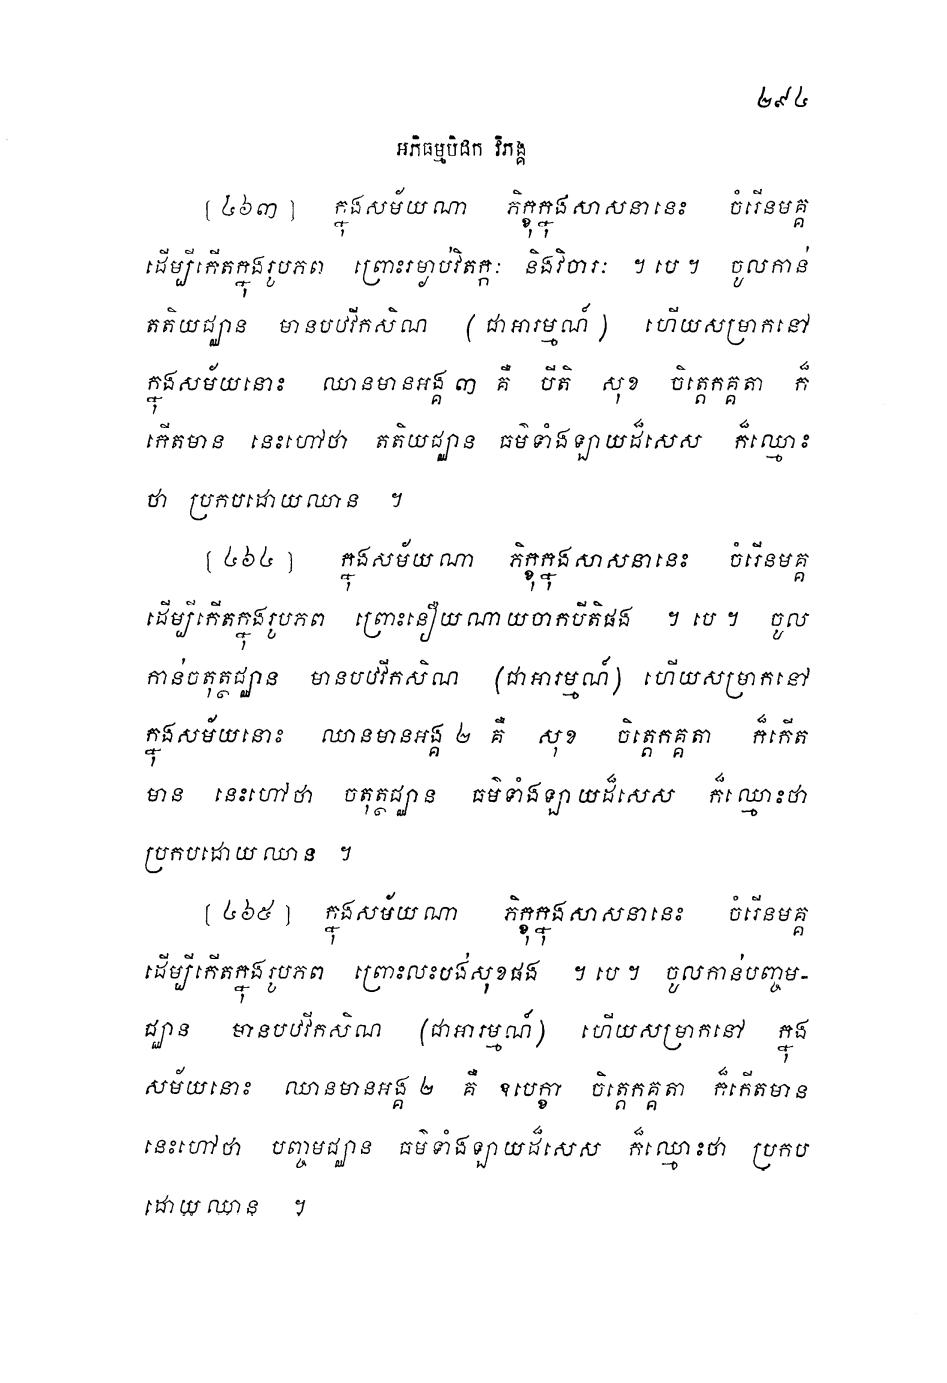 ២៩៤
អភិធម្មបិដក វិភង្គ
[៤៦៣] ក្នុងសម័យណា ភិក្ខុក្នុងសាសនានេះ ចំរើនមគ្គ
ដើម្បីកើតក្នុងរូបភព ព្រោះរម្ងាប់វិតក្កៈ និងវិចារៈ ។ បេ ។ ចូលកាន់
តតិយជ្ឈាន មានបឋវីកសិណ (ជាអារម្មណ៍) ហើយសម្រាកនៅ
ក្នុងសម័យនោះ ឈានមានអង្គ ៣ គឺ បីតិ សុខ ចិត្តេកគ្គតា ក៏
កើតមាន នេះហៅថា តតិយជ្ឈាន ធម៌ទាំងឡាយដ៏សេស ក៏ឈ្មោះ
ថា ប្រកបដោយឈាន ។
[៤៦៤] ក្នុងសម័យណា ភិក្ខុក្នុងសាសនានេះ ចំរើនមគ្គ
ដើម្បីកើតក្នុងរូបភព ព្រោះនឿយណាយចាកបីតិផង ។ បេ ។ ចូល
កាន់ចតុត្ថជ្ឈាន មានបឋវីកសិណ (ជាអារម្មណ៍) ហើយសម្រាកនៅ
ក្នុងសម័យនោះ ឈានមានអង្គ ២ គឺ សុខ ចិត្តេកគ្គតា ក៏កើត
មាន នេះហៅថា ចតុត្ថជ្ឈាន ធម៌ទាំងឡាយដ៏សេស ក៏ឈ្មោះថា
ប្រកបដោយឈាន ។
[៤៦៥] ក្នុងសម័យណា ភិក្ខុក្នុងសាសនានេះ ចំរើនមគ្គ
ដើម្បីកើតក្នុងរូបភព ព្រោះលះបង់សុខផង ។ បេ ។ ចូលកាន់បញ្ចម-
ជ្ឈាន មានបឋវីកសិណ (ជាអារម្មណ៍) ហើយសម្រាកនៅ ក្នុង
សម័យនោះ ឈានមានអង្គ ២ គឺ ឧបេក្ខា ចិត្តេកគ្គតា ក៏កើតមាន
នេះហៅថា បញ្ចមជ្ឈាន ធម៌ទាំងឡាយដ៏សេស ក៏ឈ្មោះថា ប្រកប
ដោយឈាន ។